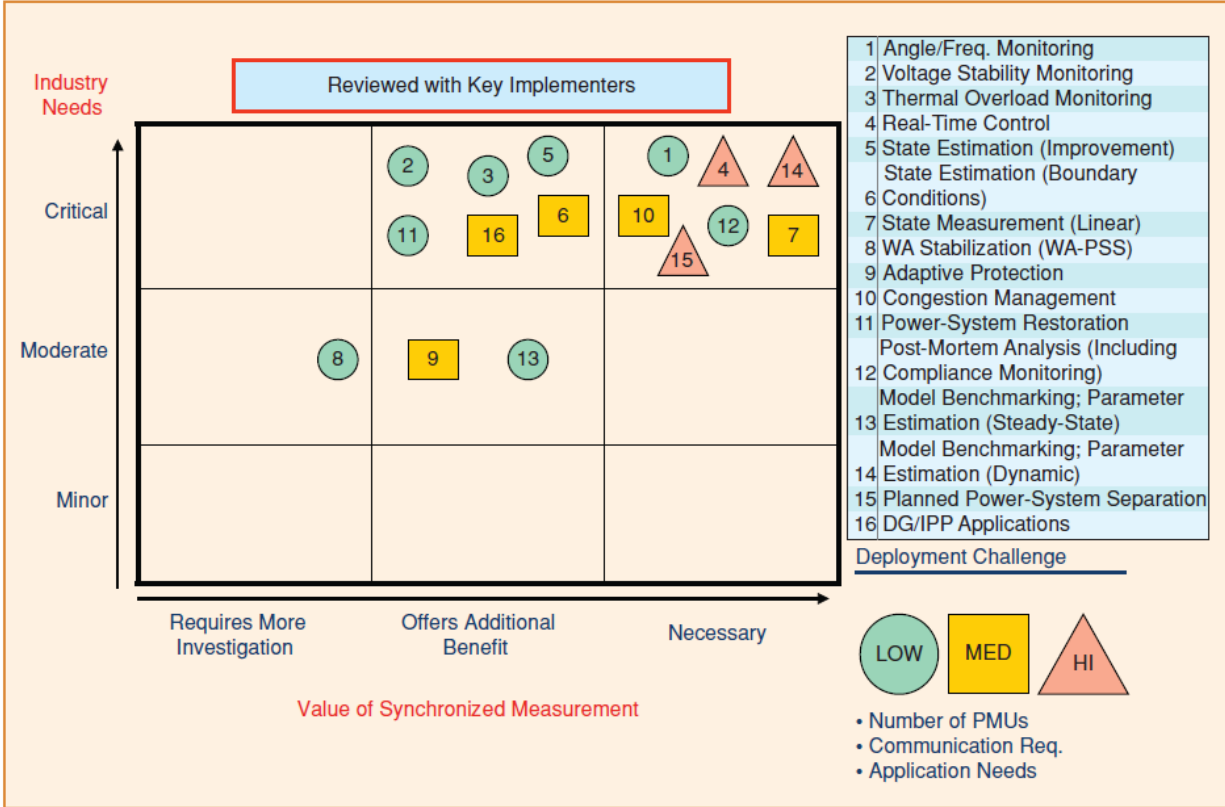 Industry
Needs
Reviewed with Key Implementers
Critical
Moderate
Minor
2
3
5
1
4
14
11
16
6
10
15
12
7
8
9
13
Requires More
Investigation
Offers Additional
Benefit
Necessary
Value of Synchronized Measurement
1 Angle/Freq. Monitoring
2 Voltage Stability Monitoring
3 Thermal Overload Monitoring
4 Real-Time Control
5 State Estimation (Improvement)
State Estimation (Boundary
6 Conditions)
7 State Measurement (Linear)
8 WA Stabilization (WA-PSS)
9 Adaptive Protection
10 Congestion Management
11 Power-System Restoration
Post-Mortem Analysis (Including
12 Compliance Monitoring)
Model Benchmarking; Parameter
13 Estimation (Steady-State)
Model Benchmarking; Parameter
14 Estimation (Dynamic)
15 Planned Power-System Separation
16 DG/IPP Applications
Deployment Challenge
LOW
MED
HI
• Number of PMUs
• Communication Req.
• Application Needs